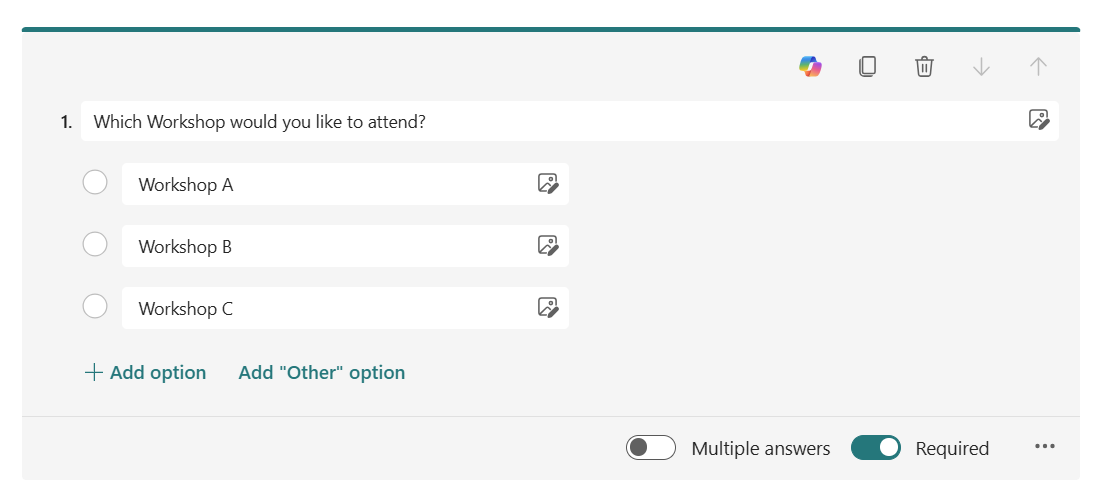 1. Which Workshop would you like to attend?
Workshop A
Workshop B
Workshop C
Add option Add "Other" option
Multiple answers Required